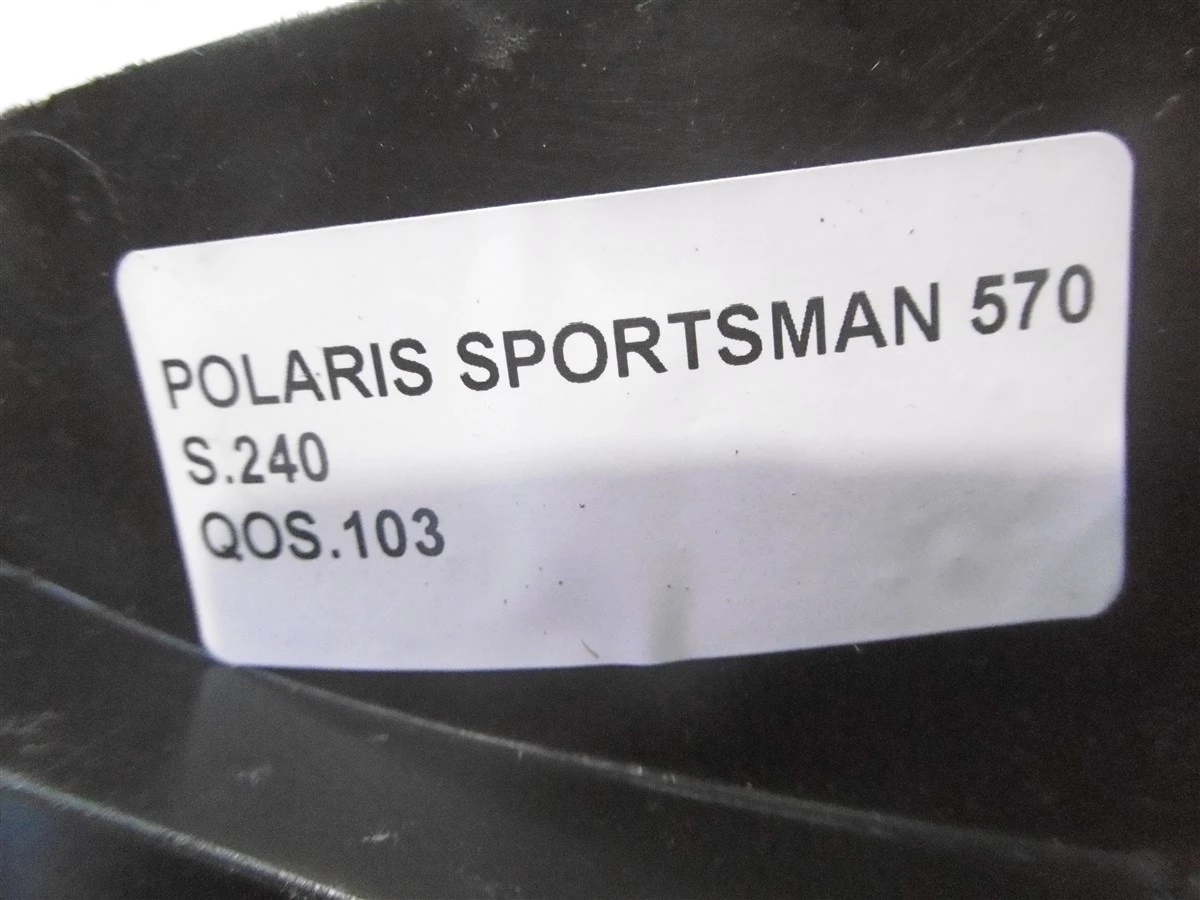 POLARIS SPORTSMAN 570
S.240
QOS.103